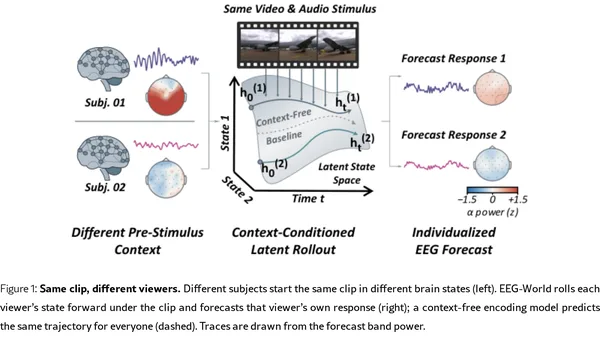 Same Video & Audio Stimulus
Subj. 01
Subj. 02
Different Pre-Stimulus
Context
State 1
h₀⁽¹⁾
hₜ⁽¹⁾
Context-Free
Baseline
hₜ⁽²⁾
h₀⁽²⁾
Latent State
Space
State 2
Time t
Context-Conditioned
Latent Rollout
Forecast Response 1
Forecast Response 2
−1.5 0 +1.5
α power (z)
Individualized
EEG Forecast
Figure 1: Same clip, different viewers. Different subjects start the same clip in different brain states (left). EEG-World rolls each
viewer's state forward under the clip and forecasts that viewer's own response (right); a context-free encoding model predicts
the same trajectory for everyone (dashed). Traces are drawn from the forecast band power.